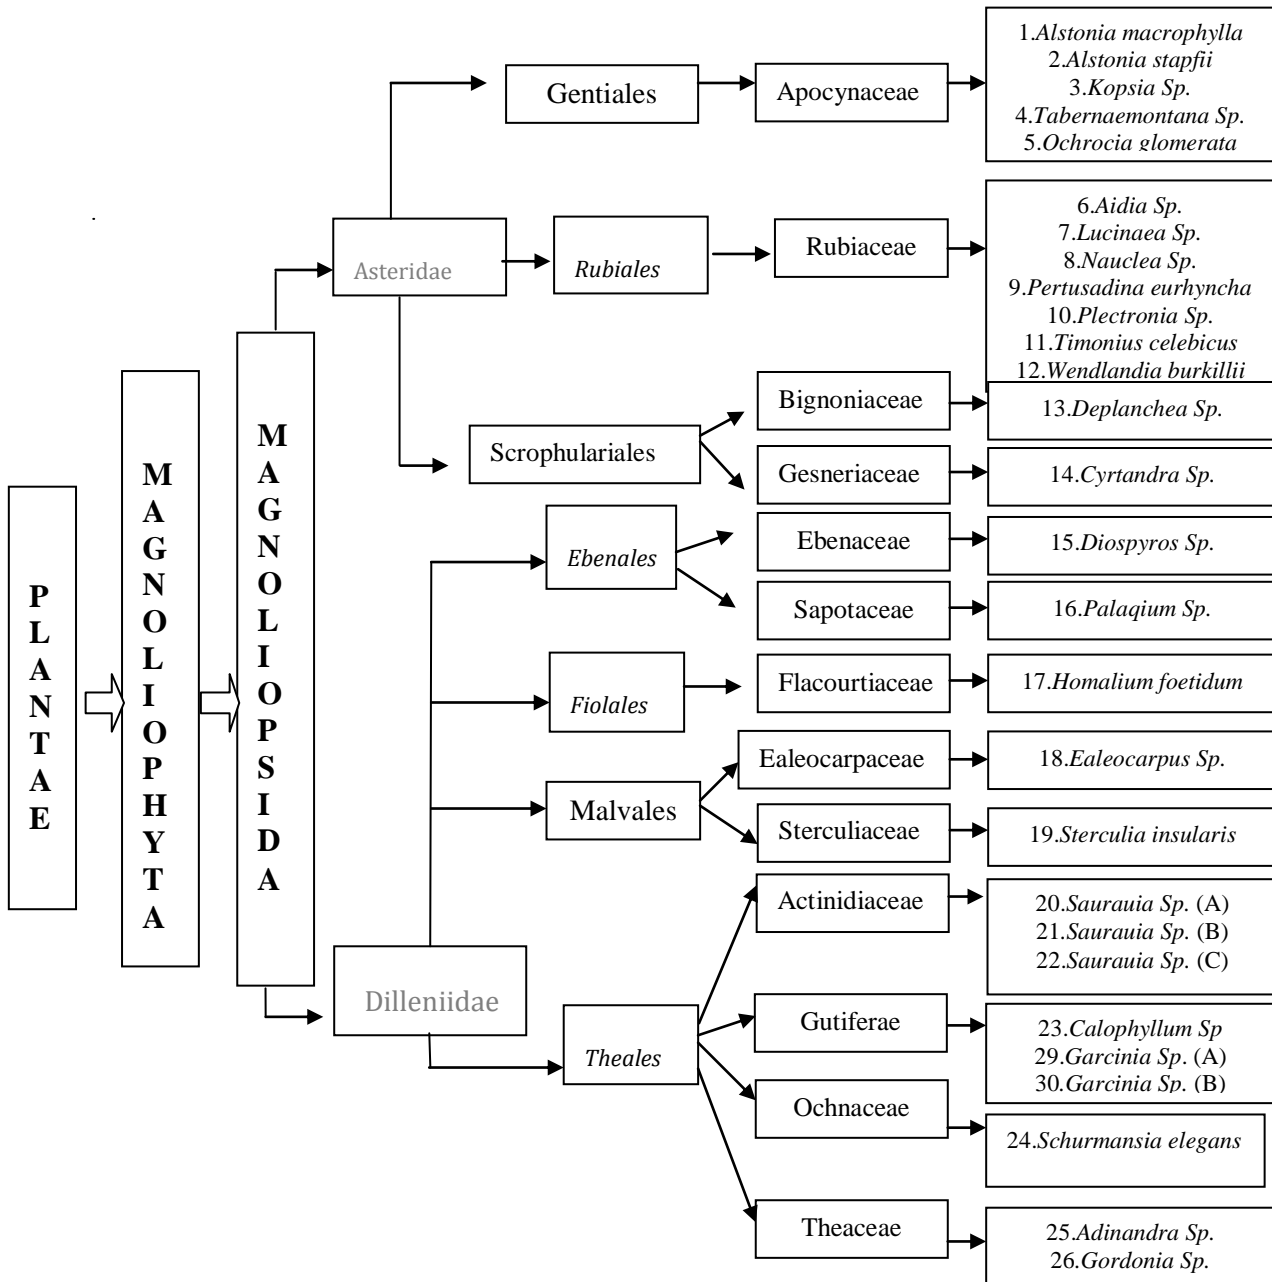 PLANTAE
MAGNOLIOPHYTA
MAGNOLIOPSIDA
Asteridae
Gentiales
Apocynaceae
1.Alstonia macrophylla
2.Alstonia stapfii
3.Kopsia Sp.
4.Tabernaemontana Sp.
5.Ochrocia glomerata
Rubiales
Rubiaceae
6.Aidia Sp.
7.Lucinaea Sp.
8.Nauclea Sp.
9.Pertusadina eurhyncha
10.Plectronia Sp.
11.Timonius celebicus
12.Wendlandia burkillii
Scrophulariales
Bignoniaceae
13.Deplanchea Sp.
Gesneriaceae
14.Cyrtandra Sp.
Dilleniidae
Ebenales
Ebenaceae
15.Diospyros Sp.
Sapotaceae
16.Palaqium Sp.
Fiolales
Flacourtiaceae
17.Homalium foetidum
Malvales
Ealeocarpaceae
18.Ealeocarpus Sp.
Sterculiaceae
19.Sterculia insularis
Theales
Actinidiaceae
20.Saurauia Sp. (A)
21.Saurauia Sp. (B)
22.Saurauia Sp. (C)
Gutiferae
23.Calophyllum Sp
29.Garcinia Sp. (A)
30.Garcinia Sp. (B)
Ochnaceae
24.Schurmansia elegans
Theaceae
25.Adinandra Sp.
26.Gordonia Sp.